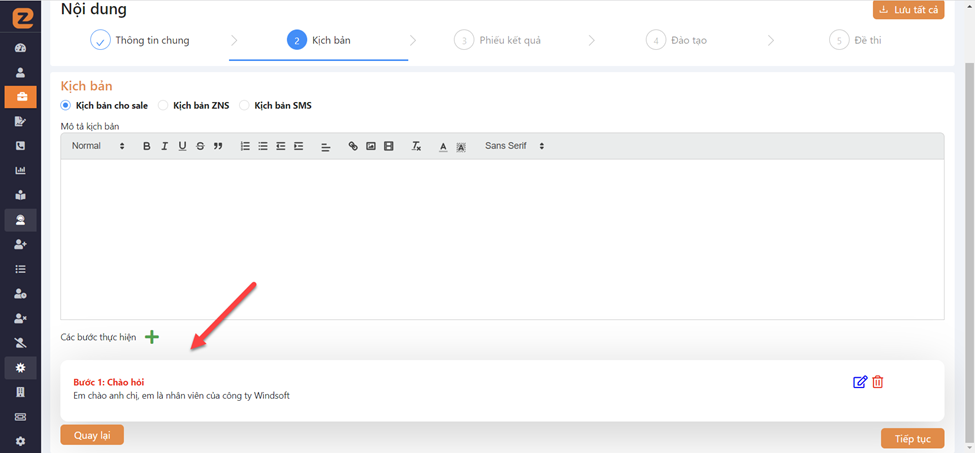 Nội dung
Lưu tất cả
Thông tin chung
2 Kịch bản
3 Phiếu kết quả
4 Đào tạo
5 Đề thi
Kịch bản
Kịch bản cho sale Kịch bản ZNS Kịch bản SMS
Mô tả kịch bản
Normal B I U S Sans Serif
Các bước thực hiện
Bước 1: Chào hỏi
Em chào anh chị, em là nhân viên của công ty Windsoft
Quay lại
Tiếp tục